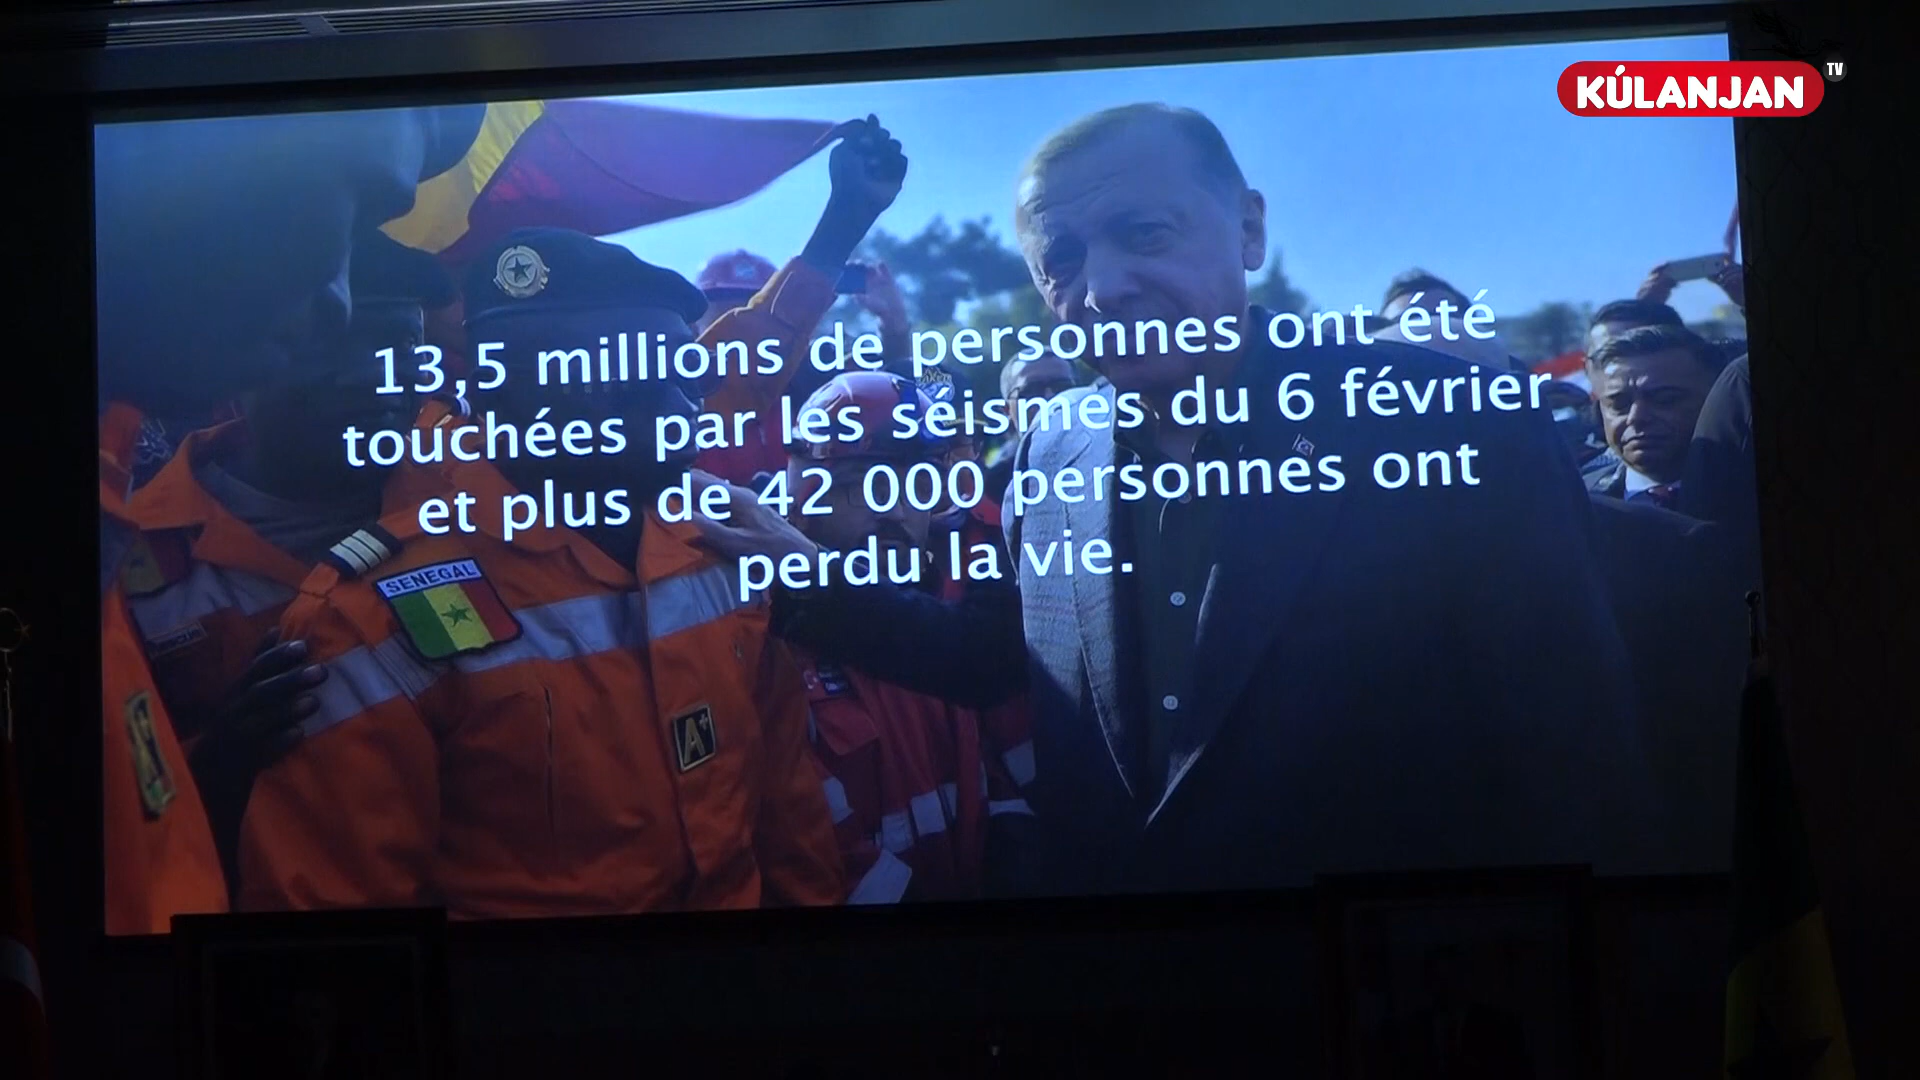 KÚLANJAN TV
13,5 millions de personnes ont été
touchées par les séismes du 6 février
et plus de 42 000 personnes ont
perdu la vie.
SENEGAL
A+